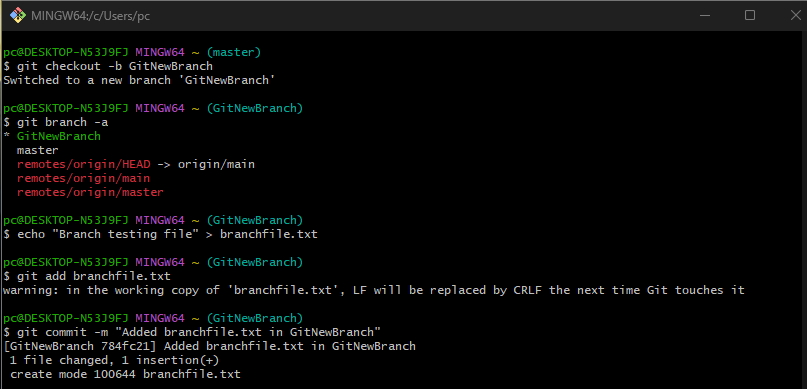 MINGW64:/c/Users/pc
pc@DESKTOP-N53J9FJ MINGW64 ~ (master)
$ git checkout -b GitNewBranch
Switched to a new branch 'GitNewBranch'
pc@DESKTOP-N53J9FJ MINGW64 ~ (GitNewBranch)
$ git branch -a
* GitNewBranch
  master
  remotes/origin/HEAD -> origin/main
  remotes/origin/main
  remotes/origin/master
pc@DESKTOP-N53J9FJ MINGW64 ~ (GitNewBranch)
$ echo "Branch testing file" > branchfile.txt
pc@DESKTOP-N53J9FJ MINGW64 ~ (GitNewBranch)
$ git add branchfile.txt
warning: in the working copy of 'branchfile.txt', LF will be replaced by CRLF the next time Git touches it
pc@DESKTOP-N53J9FJ MINGW64 ~ (GitNewBranch)
$ git commit -m "Added branchfile.txt in GitNewBranch"
[GitNewBranch 784fc21] Added branchfile.txt in GitNewBranch
 1 file changed, 1 insertion(+)
 create mode 100644 branchfile.txt